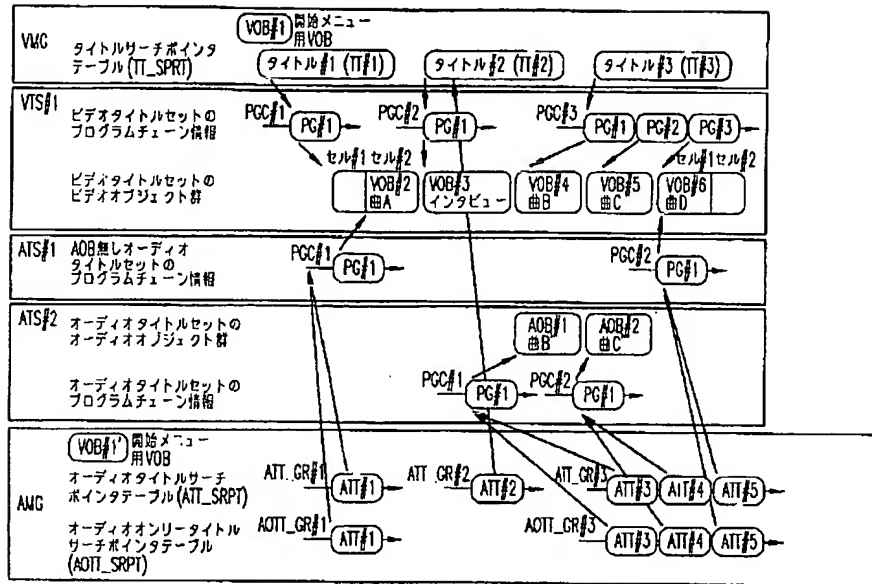 VMG
VOB#1 開始メニュー
用VOB
タイトルサーチポインタ
テーブル(TT_SPRT)
タイトル#1 (TT#1)
タイトル#2 (TT#2)
タイトル#3 (TT#3)
VTS#1
ビデオタイトルセットの
プログラムチェーン情報
PGC#1
PG#1
PGC#2
PG#1
PGC#3
PG#1
PG#2
PG#3
セル#1 セル#2
セル#1セル#2
ビデオタイトルセットの
ビデオオブジェクト群
VOB#2
曲A
VOB#3
インタビュー
VOB#4
曲B
VOB#5
曲C
VOB#6
曲D
ATS#1
AOB無しオーディオ
タイトルセットの
プログラムチェーン情報
PGC#1
PG#1
PGC#2
PG#1
ATS#2
オーディオタイトルセットの
オーディオオブジェクト群
AOB#1
曲B
AOB#2
曲C
オーディオタイトルセットの
プログラムチェーン情報
PGC#1
PG#1
PGC#2
PG#1
AMG
VOB#1' 開始メニュー
用VOB
オーディオタイトルサーチ
ポインタテーブル(ATT_SRPT)
ATT_GR#1
ATT#1
ATT_GR#2
ATT#2
ATT_GR#3
ATT#3
ATT#4
ATT#5
オーディオオンリータイトル
サーチポインタテーブル
(AOTT_SRPT)
AOTT_GR#1
ATT#1
AOTT_GR#3
ATT#3
ATT#4
ATT#5